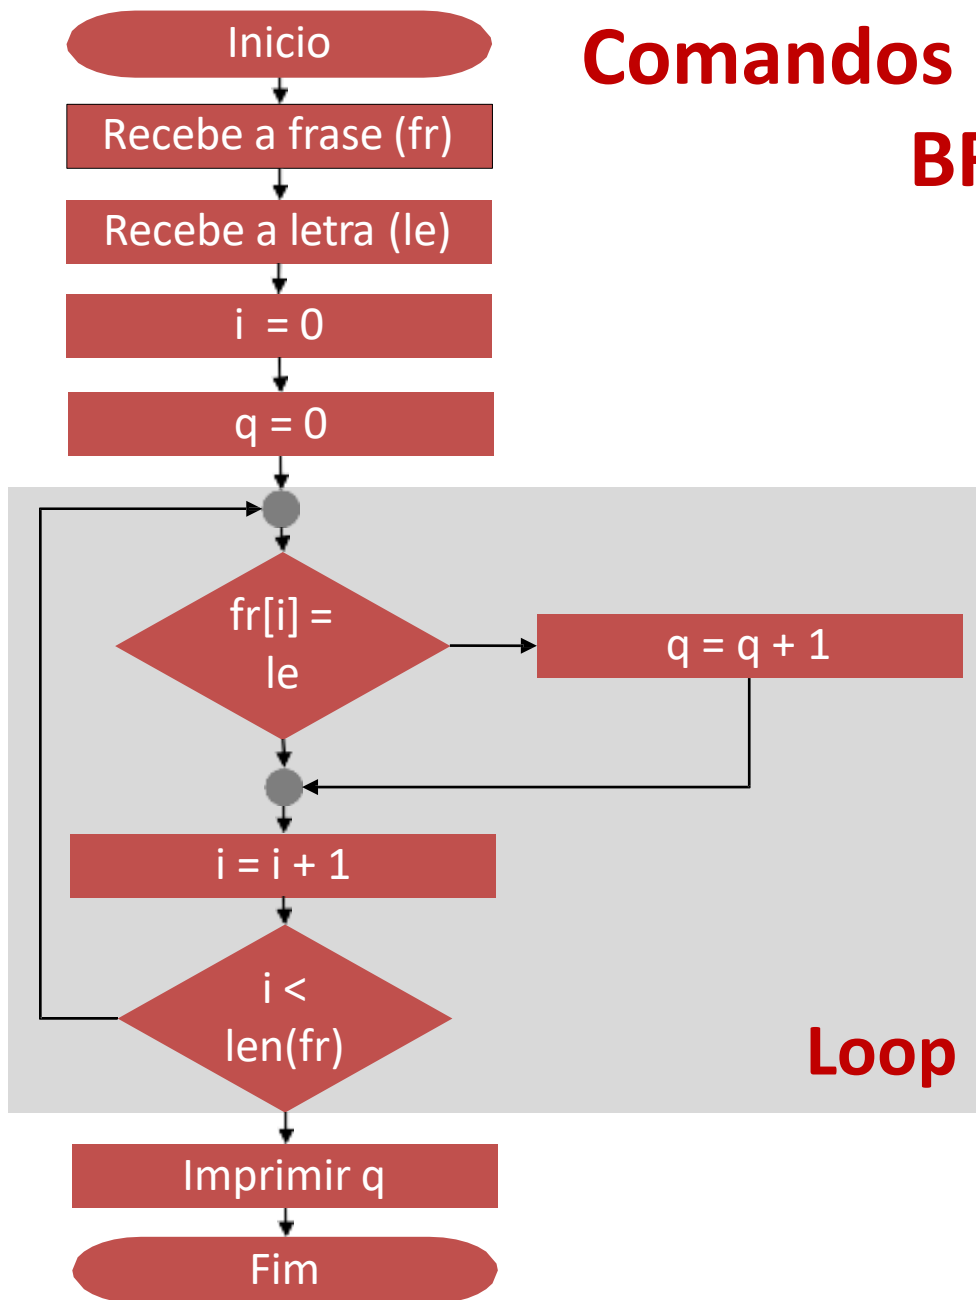 Inicio
Comandos
BR
Recebe a frase (fr)
Recebe a letra (le)
i = 0
q = 0
fr[i] =
le
q = q + 1
i = i + 1
i <
len(fr)
Loop
Imprimir q
Fim